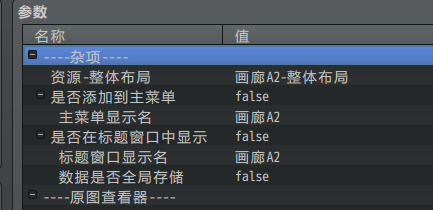 参数
名称 值
----杂项----
资源-整体布局 画廊A2-整体布局
是否添加到主菜单 false
主菜单显示名 画廊A2
是否在标题窗口中显示 false
标题窗口显示名 画廊A2
数据是否全局存储 false
----原图查看器----